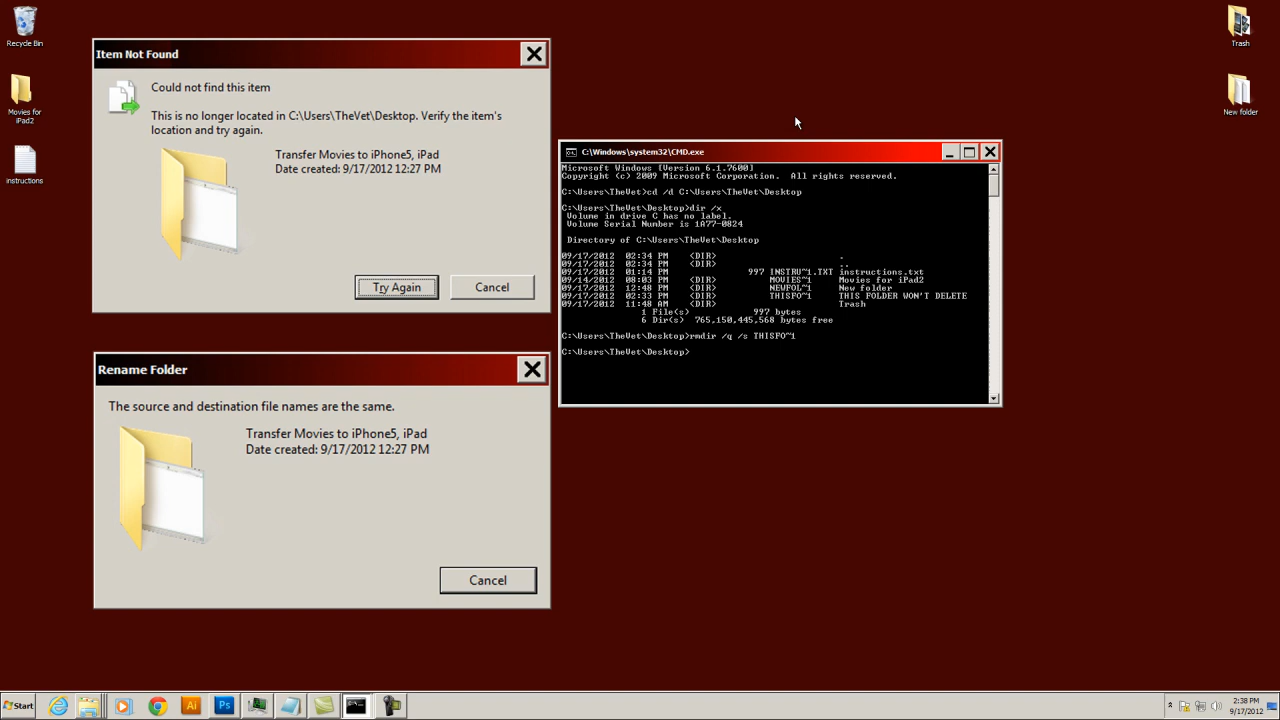 Recycle Bin
Movies for
iPad2
instructions
Item Not Found
Could not find this item
This is no longer located in C:\Users\TheVet\Desktop. Verify the item's
location and try again.
Transfer Movies to iPhone5, iPad
Date created: 9/17/2012 12:27 PM
Try Again
Cancel
Rename Folder
The source and destination file names are the same.
Transfer Movies to iPhone5, iPad
Date created: 9/17/2012 12:27 PM
Cancel
C:\Windows\system32\CMD.exe
Microsoft Windows [Version 6.1.7600]
Copyright (c) 2009 Microsoft Corporation.  All rights reserved.
C:\Users\TheVet>cd /d C:\Users\TheVet\Desktop
C:\Users\TheVet\Desktop>dir /x
Volume in drive C has no label.
Volume Serial Number is 1A77-0824
Directory of C:\Users\TheVet\Desktop
09/17/2012  02:34 PM    <DIR>                       .
09/17/2012  02:34 PM    <DIR>                       ..
09/17/2012  01:14 PM               997 INSTRU~1.TXT instructions.txt
09/14/2012  08:03 PM    <DIR>          MOVIES~1     Movies for iPad2
09/17/2012  12:48 PM    <DIR>          NEWFOL~1     New folder
09/17/2012  02:33 PM    <DIR>          THISFO~1     THIS FOLDER WON'T DELETE
09/17/2012  11:48 AM    <DIR>                       Trash
1 File(s)            997 bytes
6 Dir(s)  765,150,445,568 bytes free
C:\Users\TheVet\Desktop>rmdir /q /s THISFO~1
C:\Users\TheVet\Desktop>
Trash
New folder
Start
Ai
Ps
2:38 PM
9/17/2012